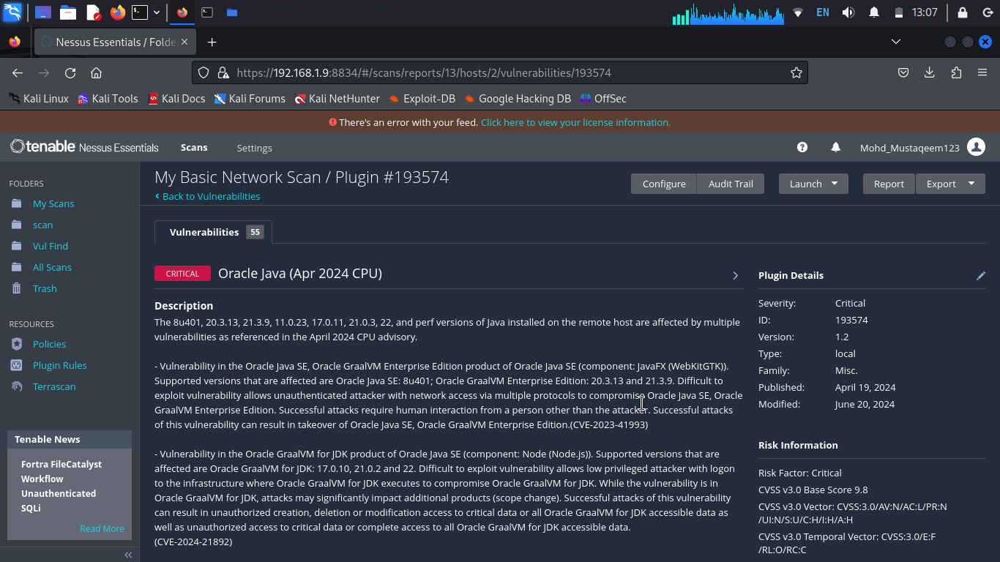 EN
13:07
Nessus Essentials / Folde
https://192.168.1.9:8834/#/scans/reports/13/hosts/2/vulnerabilities/193574
Kali Linux
Kali Tools
Kali Docs
Kali Forums
Kali NetHunter
Exploit-DB
Google Hacking DB
OffSec
There's an error with your feed. Click here to view your license information.
tenable Nessus Essentials
Scans
Settings
Mohd_Mustaqeem123
FOLDERS
My Scans
scan
Vul Find
All Scans
Trash
RESOURCES
Policies
Plugin Rules
Terrascan
Tenable News
Fortra FileCatalyst
Workflow
Unauthenticated
SQLi
Read More
My Basic Network Scan / Plugin #193574
Back to Vulnerabilities
Configure
Audit Trail
Launch
Report
Export
Vulnerabilities 55
CRITICAL
Oracle Java (Apr 2024 CPU)
Description
The 8u401, 20.3.13, 21.3.9, 11.0.23, 17.0.11, 21.0.3, 22, and perf versions of Java installed on the remote host are affected by multiple
vulnerabilities as referenced in the April 2024 CPU advisory.
- Vulnerability in the Oracle Java SE, Oracle GraalVM Enterprise Edition product of Oracle Java SE (component: JavaFX (WebKitGTK)).
Supported versions that are affected are Oracle Java SE: 8u401; Oracle GraalVM Enterprise Edition: 20.3.13 and 21.3.9. Difficult to
exploit vulnerability allows unauthenticated attacker with network access via multiple protocols to compromise Oracle Java SE, Oracle
GraalVM Enterprise Edition. Successful attacks require human interaction from a person other than the attacker. Successful attacks
of this vulnerability can result in takeover of Oracle Java SE, Oracle GraalVM Enterprise Edition.(CVE-2023-41993)
- Vulnerability in the Oracle GraalVM for JDK product of Oracle Java SE (component: Node (Node.js)). Supported versions that are
affected are Oracle GraalVM for JDK: 17.0.10, 21.0.2 and 22. Difficult to exploit vulnerability allows low privileged attacker with logon
to the infrastructure where Oracle GraalVM for JDK executes to compromise Oracle GraalVM for JDK. While the vulnerability is in
Oracle GraalVM for JDK, attacks may significantly impact additional products (scope change). Successful attacks of this vulnerability
can result in unauthorized creation, deletion or modification access to critical data or all Oracle GraalVM for JDK accessible data as
well as unauthorized access to critical data or complete access to all Oracle GraalVM for JDK accessible data.
(CVE-2024-21892)
Plugin Details
Severity: Critical
ID: 193574
Version: 1.2
Type: local
Family: Misc.
Published: April 19, 2024
Modified: June 20, 2024
Risk Information
Risk Factor: Critical
CVSS v3.0 Base Score 9.8
CVSS v3.0 Vector: CVSS:3.0/AV:N/AC:L/PR:N
/UI:N/S:U/C:H/I:H/A:H
CVSS v3.0 Temporal Vector: CVSS:3.0/E:F
/RL:O/RC:C